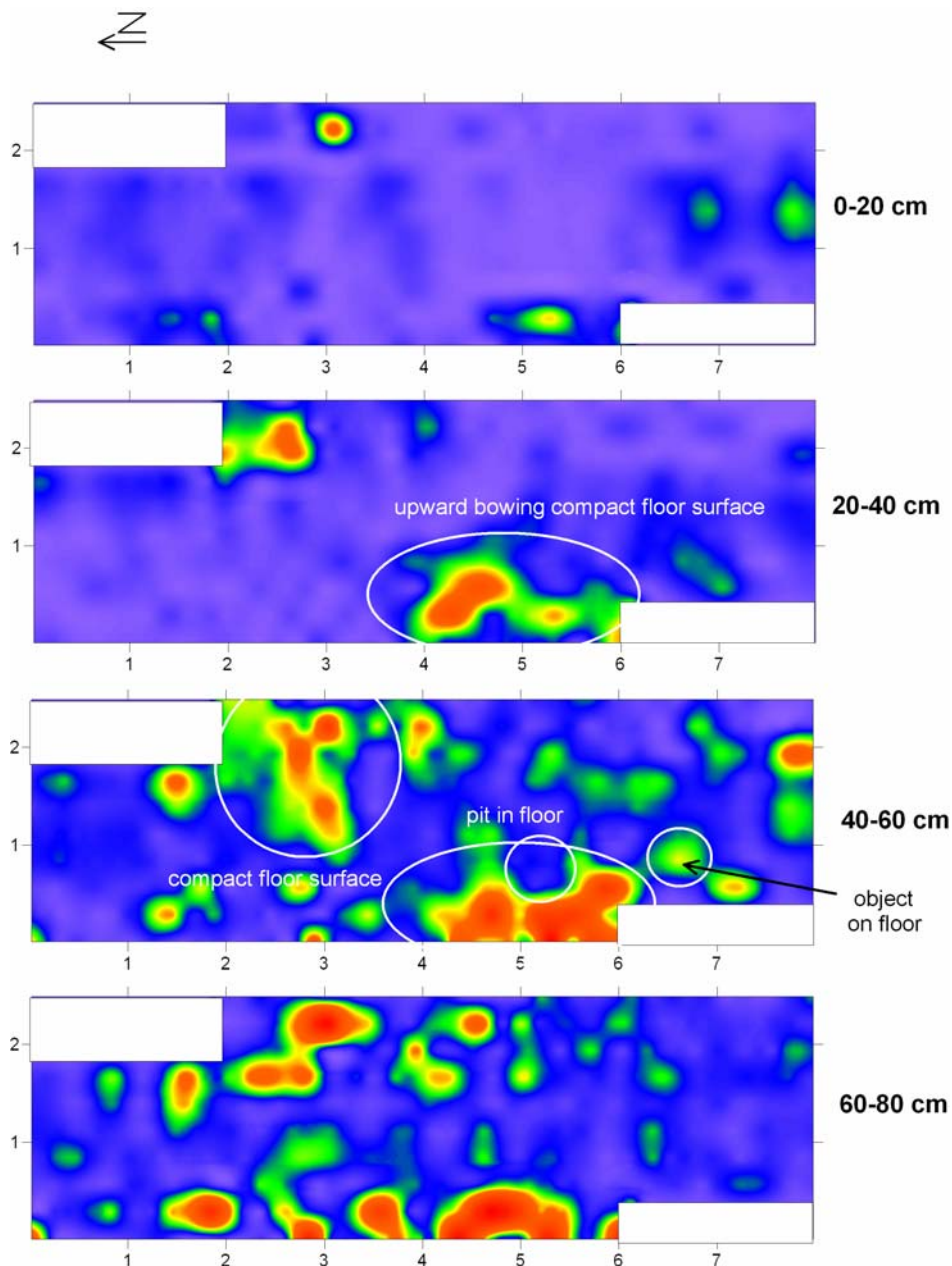 N
2
1
0-20 cm
1 2 3 4 5 6 7
2
upward bowing compact floor surface
20-40 cm
1
1 2 3 4 5 6 7
2
pit in floor
40-60 cm
1
compact floor surface
object
on floor
1 2 3 4 5 6 7
2
60-80 cm
1
1 2 3 4 5 6 7